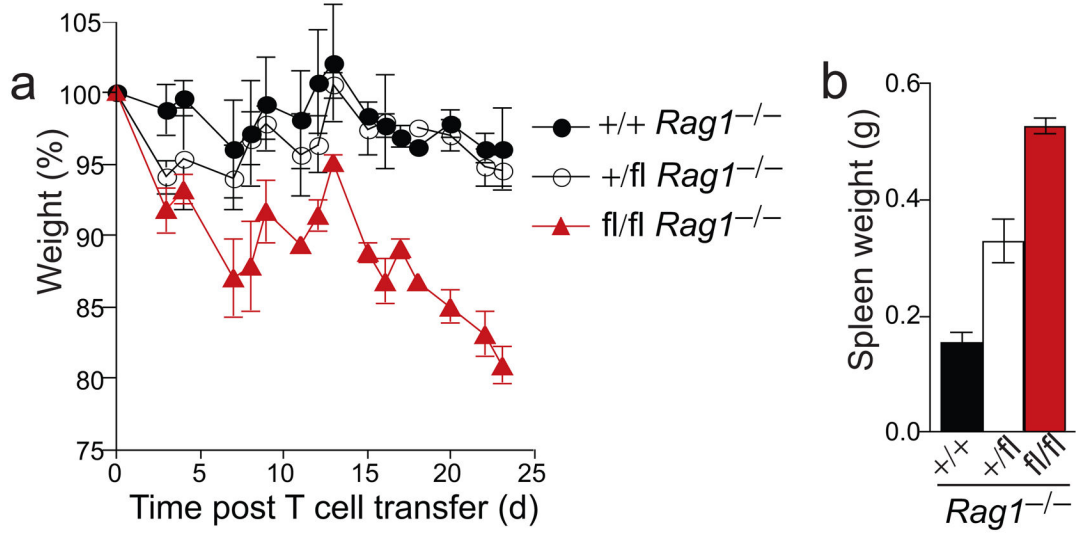 a
105
100
95
90
85
80
75
Weight (%)
0 5 10 15 20 25
Time post T cell transfer (d)
+/+ Rag1–/–
+/fl Rag1–/–
fl/fl Rag1–/–
b
0.6
0.4
0.2
0.0
Spleen weight (g)
+/+ +/fl fl/fl
Rag1–/–